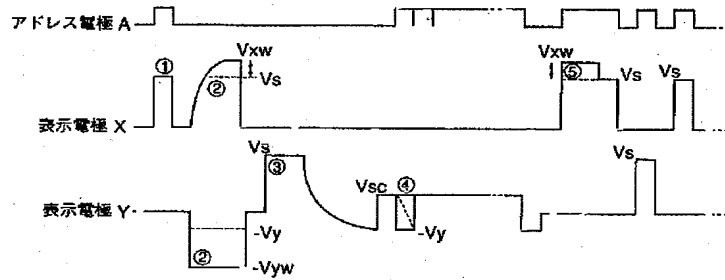 アドレス電極 A
Vxw
① Vs
②
Vxw
⑤ Vs Vs
表示電極 X
Vs
③
Vsc ④
Vs
表示電極 Y
-Vy
-Vy
② -Vyw